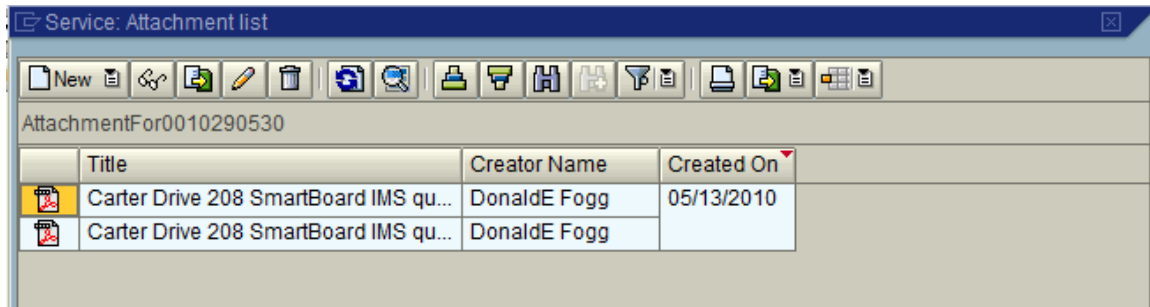 Service: Attachment list
New
AttachmentFor0010290530
Title Creator Name Created On
Carter Drive 208 SmartBoard IMS qu... DonaldE Fogg 05/13/2010
Carter Drive 208 SmartBoard IMS qu... DonaldE Fogg